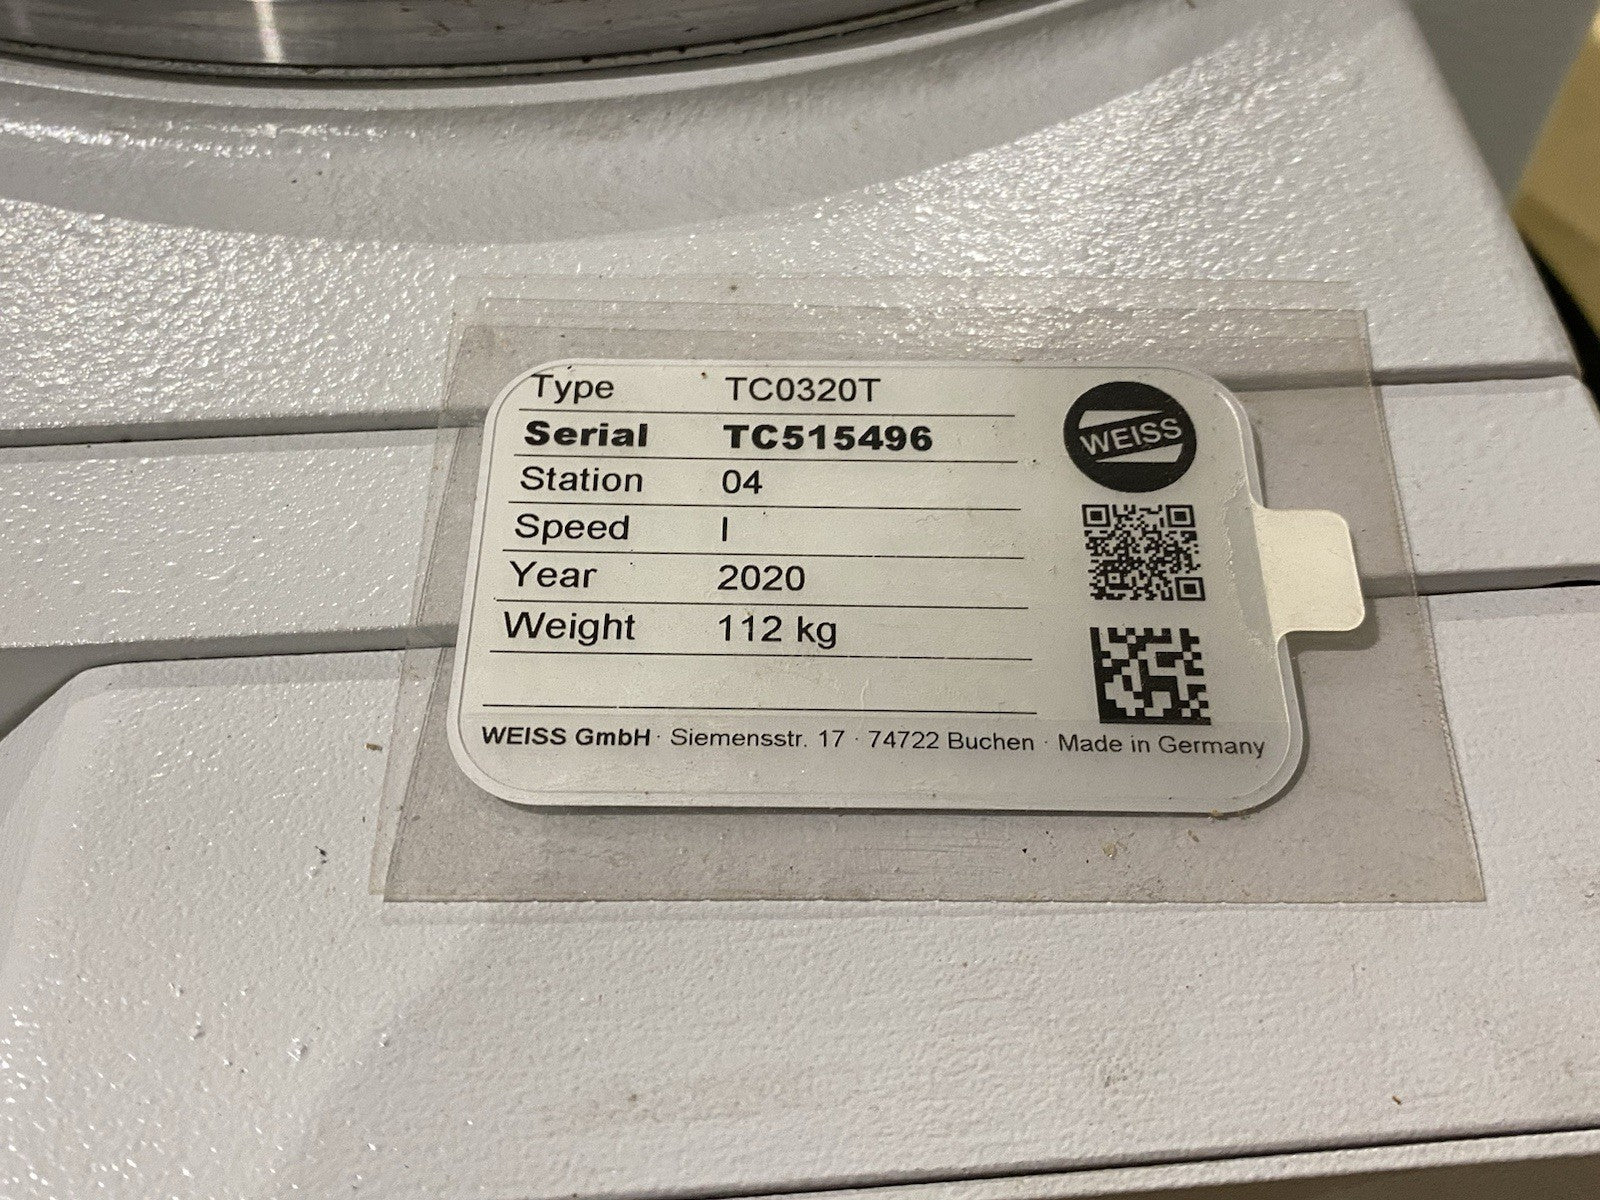 Type TC0320T
Serial TC515496
Station 04
Speed I
Year 2020
Weight 112 kg
WEISS
WEISS GmbH · Siemensstr. 17 · 74722 Buchen · Made in Germany